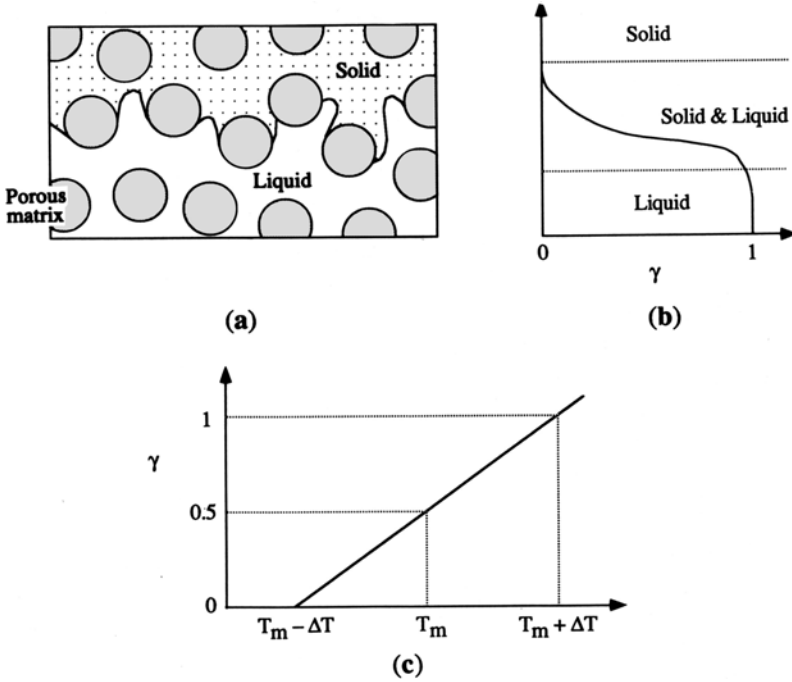 Solid
Liquid
Porous
matrix
(a)
Solid
Solid & Liquid
Liquid
0
1
γ
(b)
1
γ
0.5
0
Tm − ΔT
Tm
Tm + ΔT
(c)